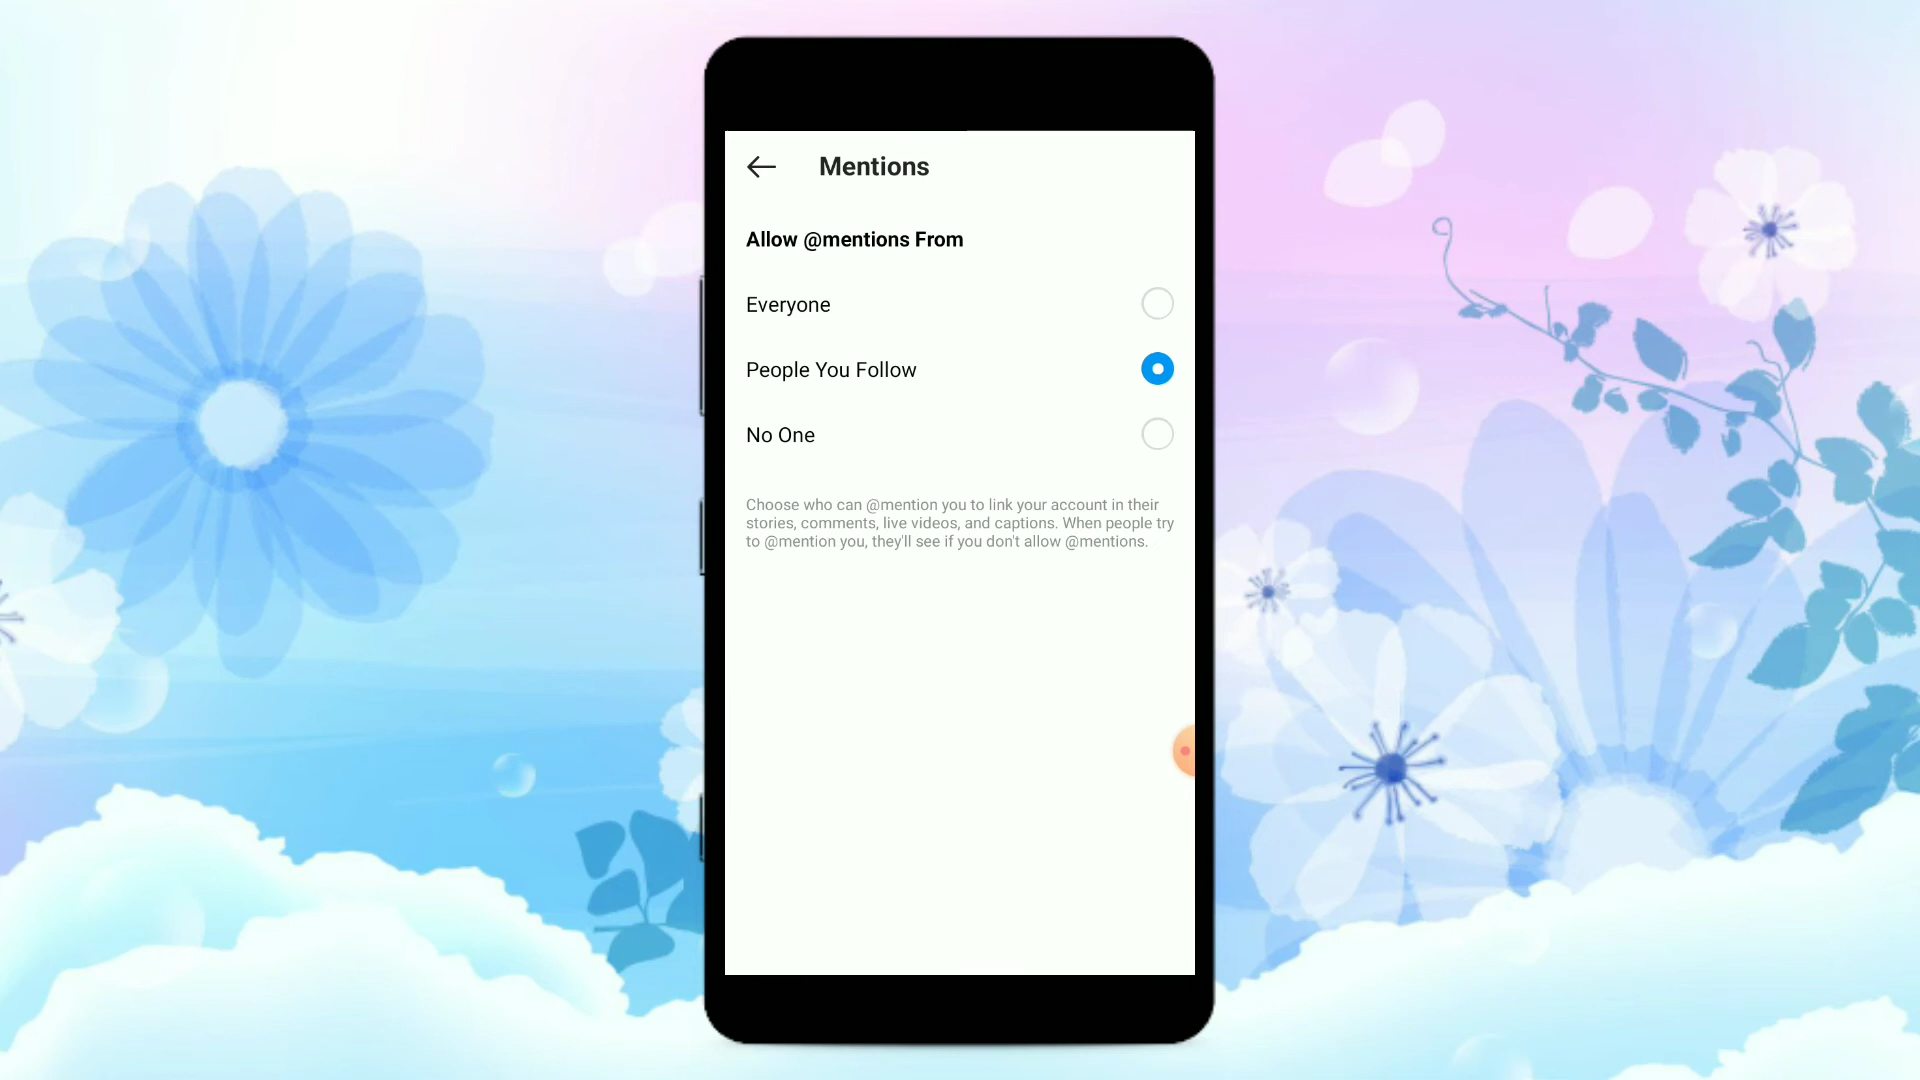 Mentions
Allow @mentions From
Everyone
People You Follow
No One
Choose who can @mention you to link your account in their
stories, comments, live videos, and captions. When people try
to @mention you, they'll see if you don't allow @mentions.